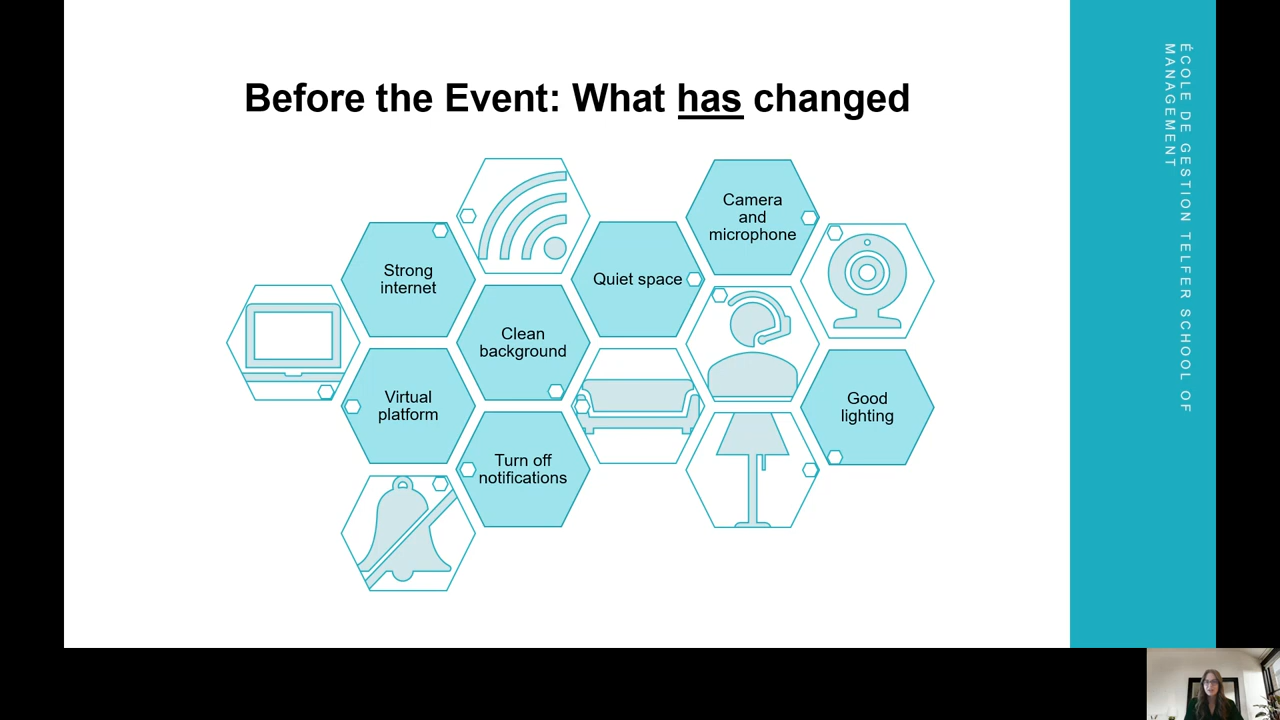 Before the Event: What has changed
Camera
and
microphone
Strong
internet
Quiet space
Clean
background
Virtual
platform
Good
lighting
Turn off
notifications
ÉCOLE DE GESTION TELFER SCHOOL OF
MANAGEMENT